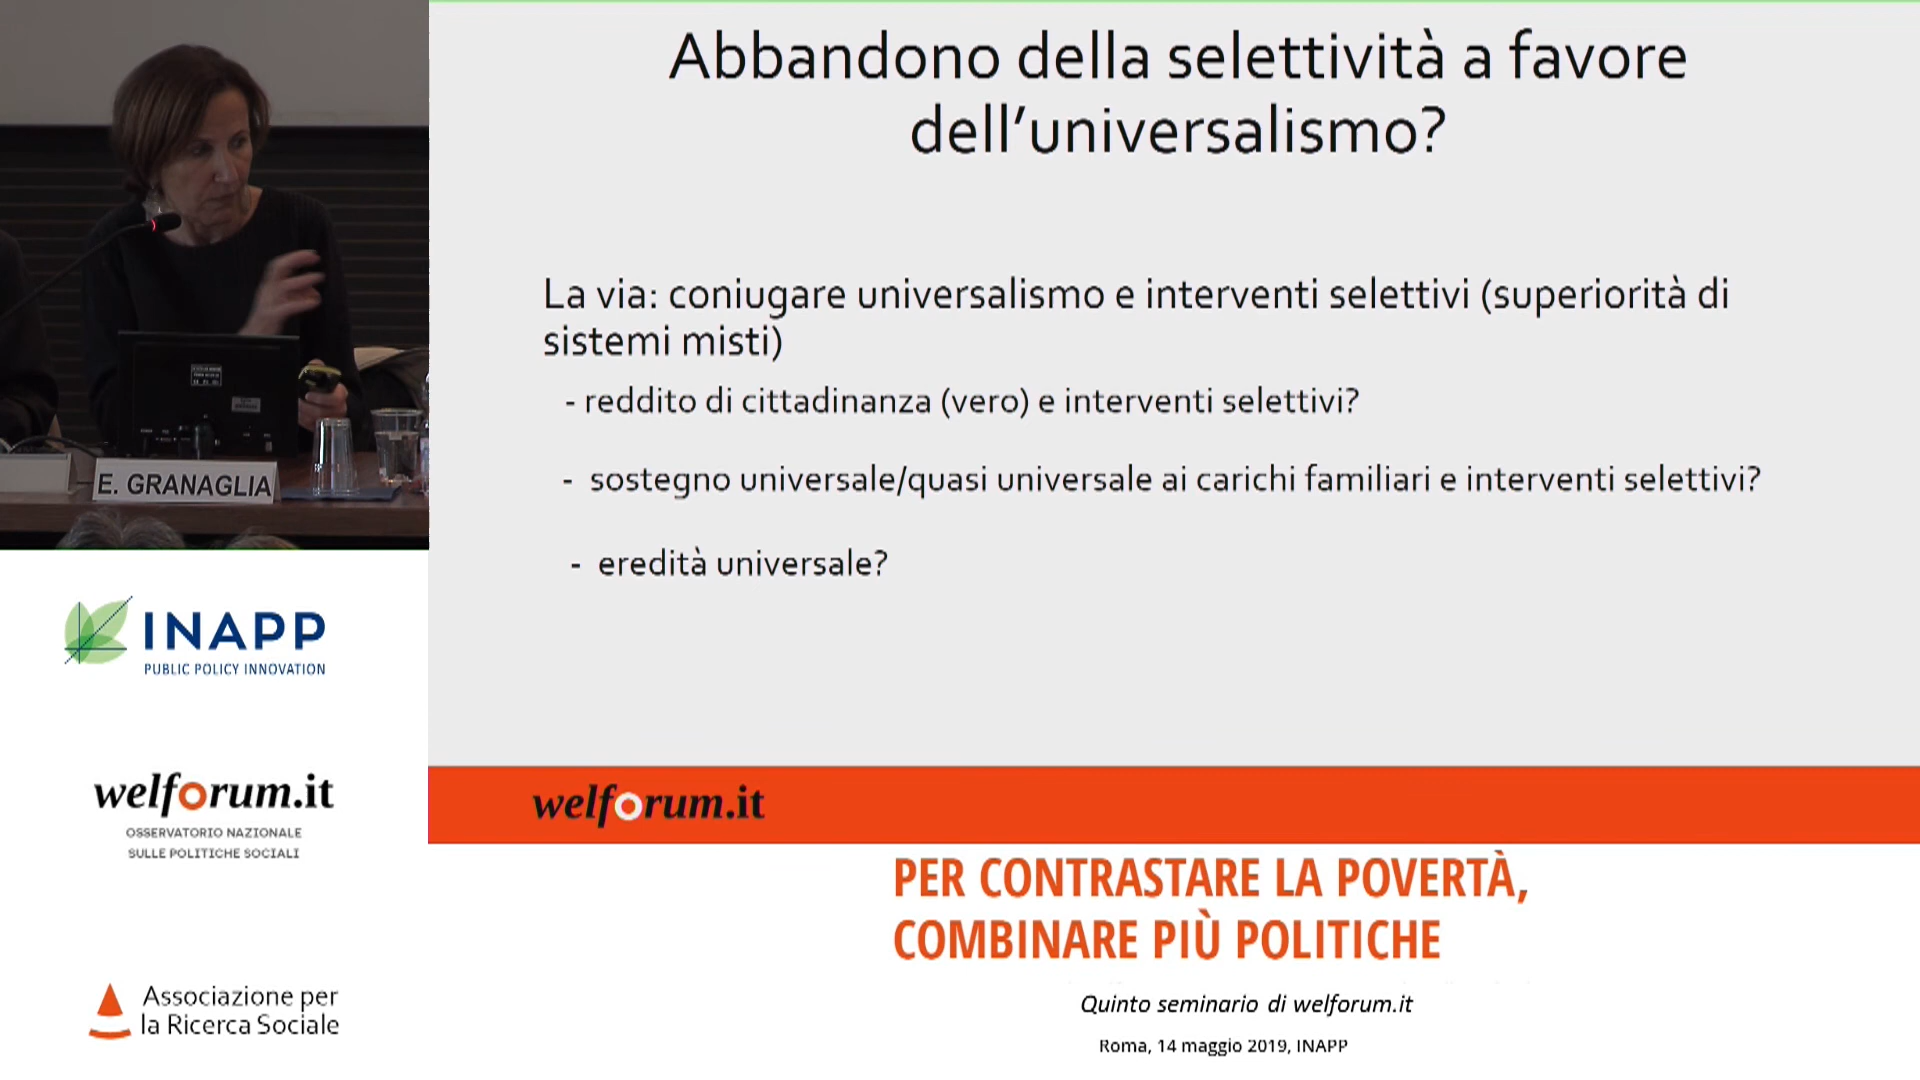 Abbandono della selettività a favore
dell’universalismo?
La via: coniugare universalismo e interventi selettivi (superiorità di
sistemi misti)
- reddito di cittadinanza (vero) e interventi selettivi?
- sostegno universale/quasi universale ai carichi familiari e interventi selettivi?
- eredità universale?
E. GRANAGLIA
INAPP
PUBLIC POLICY INNOVATION
welforum.it
OSSERVATORIO NAZIONALE
SULLE POLITICHE SOCIALI
Associazione per
la Ricerca Sociale
welforum.it
PER CONTRASTARE LA POVERTÀ,
COMBINARE PIÙ POLITICHE
Quinto seminario di welforum.it
Roma, 14 maggio 2019, INAPP